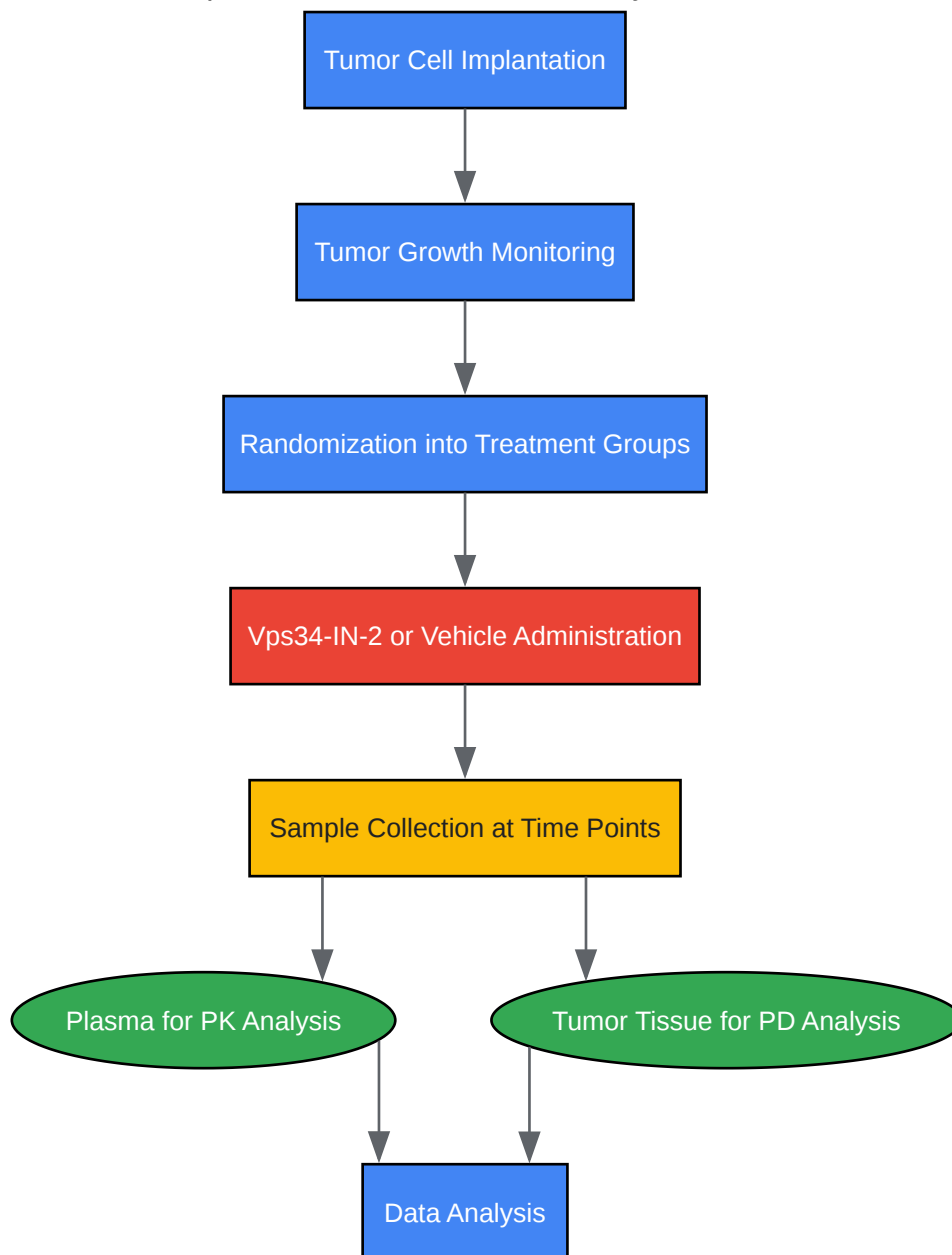 Tumor Cell Implantation
Tumor Growth Monitoring
Randomization into Treatment Groups
Vps34-IN-2 or Vehicle Administration
Sample Collection at Time Points
Plasma for PK Analysis
Tumor Tissue for PD Analysis
Data Analysis